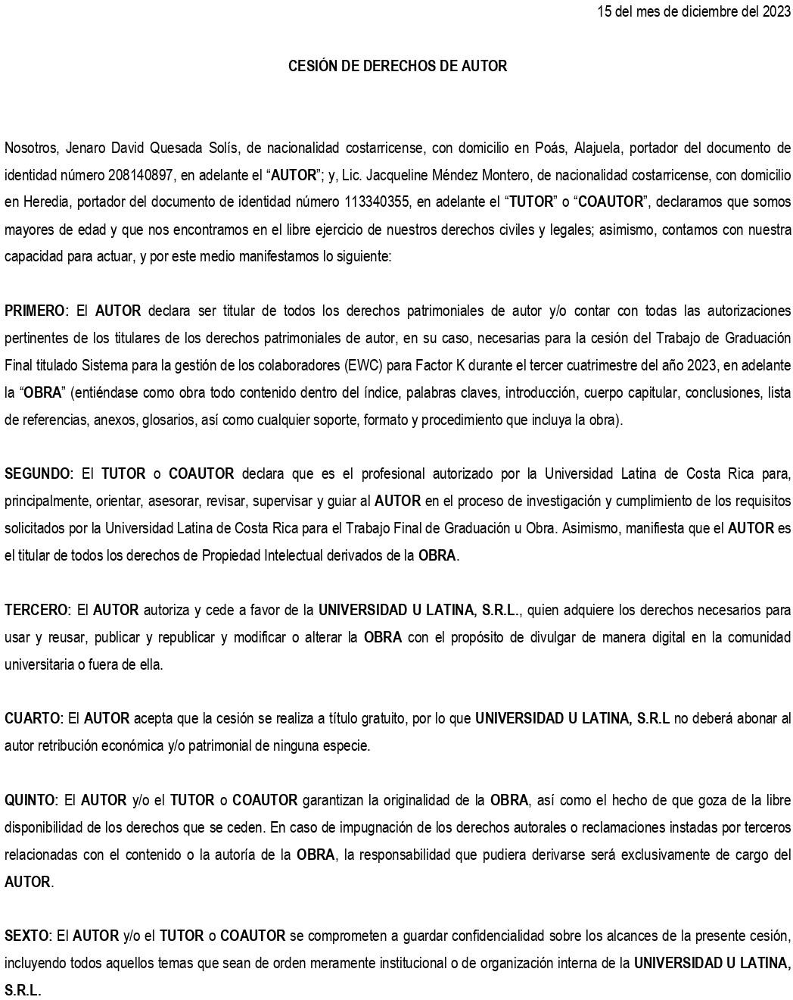 15 del mes de diciembre del 2023
CESIÓN DE DERECHOS DE AUTOR
Nosotros, Jenaro David Quesada Solís, de nacionalidad costarricense, con domicilio en Poás, Alajuela, portador del documento de
identidad número 208140897, en adelante el “AUTOR”; y, Lic. Jacqueline Méndez Montero, de nacionalidad costarricense, con domicilio
en Heredia, portador del documento de identidad número 113340355, en adelante el “TUTOR” o “COAUTOR”, declaramos que somos
mayores de edad y que nos encontramos en el libre ejercicio de nuestros derechos civiles y legales; asimismo, contamos con nuestra
capacidad para actuar, y por este medio manifestamos lo siguiente:
PRIMERO: El AUTOR declara ser titular de todos los derechos patrimoniales de autor y/o contar con todas las autorizaciones
pertinentes de los titulares de los derechos patrimoniales de autor, en su caso, necesarias para la cesión del Trabajo de Graduación
Final titulado Sistema para la gestión de los colaboradores (EWC) para Factor K durante el tercer cuatrimestre del año 2023, en adelante
la “OBRA” (entiéndase como obra todo contenido dentro del índice, palabras claves, introducción, cuerpo capitular, conclusiones, lista
de referencias, anexos, glosarios, así como cualquier soporte, formato y procedimiento que incluya la obra).
SEGUNDO: El TUTOR o COAUTOR declara que es el profesional autorizado por la Universidad Latina de Costa Rica para,
principalmente, orientar, asesorar, revisar, supervisar y guiar al AUTOR en el proceso de investigación y cumplimiento de los requisitos
solicitados por la Universidad Latina de Costa Rica para el Trabajo Final de Graduación u Obra. Asimismo, manifiesta que el AUTOR es
el titular de todos los derechos de Propiedad Intelectual derivados de la OBRA.
TERCERO: El AUTOR autoriza y cede a favor de la UNIVERSIDAD U LATINA, S.R.L., quien adquiere los derechos necesarios para
usar y reusar, publicar y republicar y modificar o alterar la OBRA con el propósito de divulgar de manera digital en la comunidad
universitaria o fuera de ella.
CUARTO: El AUTOR acepta que la cesión se realiza a título gratuito, por lo que UNIVERSIDAD U LATINA, S.R.L no deberá abonar al
autor retribución económica y/o patrimonial de ninguna especie.
QUINTO: El AUTOR y/o el TUTOR o COAUTOR garantizan la originalidad de la OBRA, así como el hecho de que goza de la libre
disponibilidad de los derechos que se ceden. En caso de impugnación de los derechos autorales o reclamaciones instadas por terceros
relacionadas con el contenido o la autoría de la OBRA, la responsabilidad que pudiera derivarse será exclusivamente de cargo del
AUTOR.
SEXTO: El AUTOR y/o el TUTOR o COAUTOR se comprometen a guardar confidencialidad sobre los alcances de la presente cesión,
incluyendo todos aquellos temas que sean de orden meramente institucional o de organización interna de la UNIVERSIDAD U LATINA,
S.R.L.